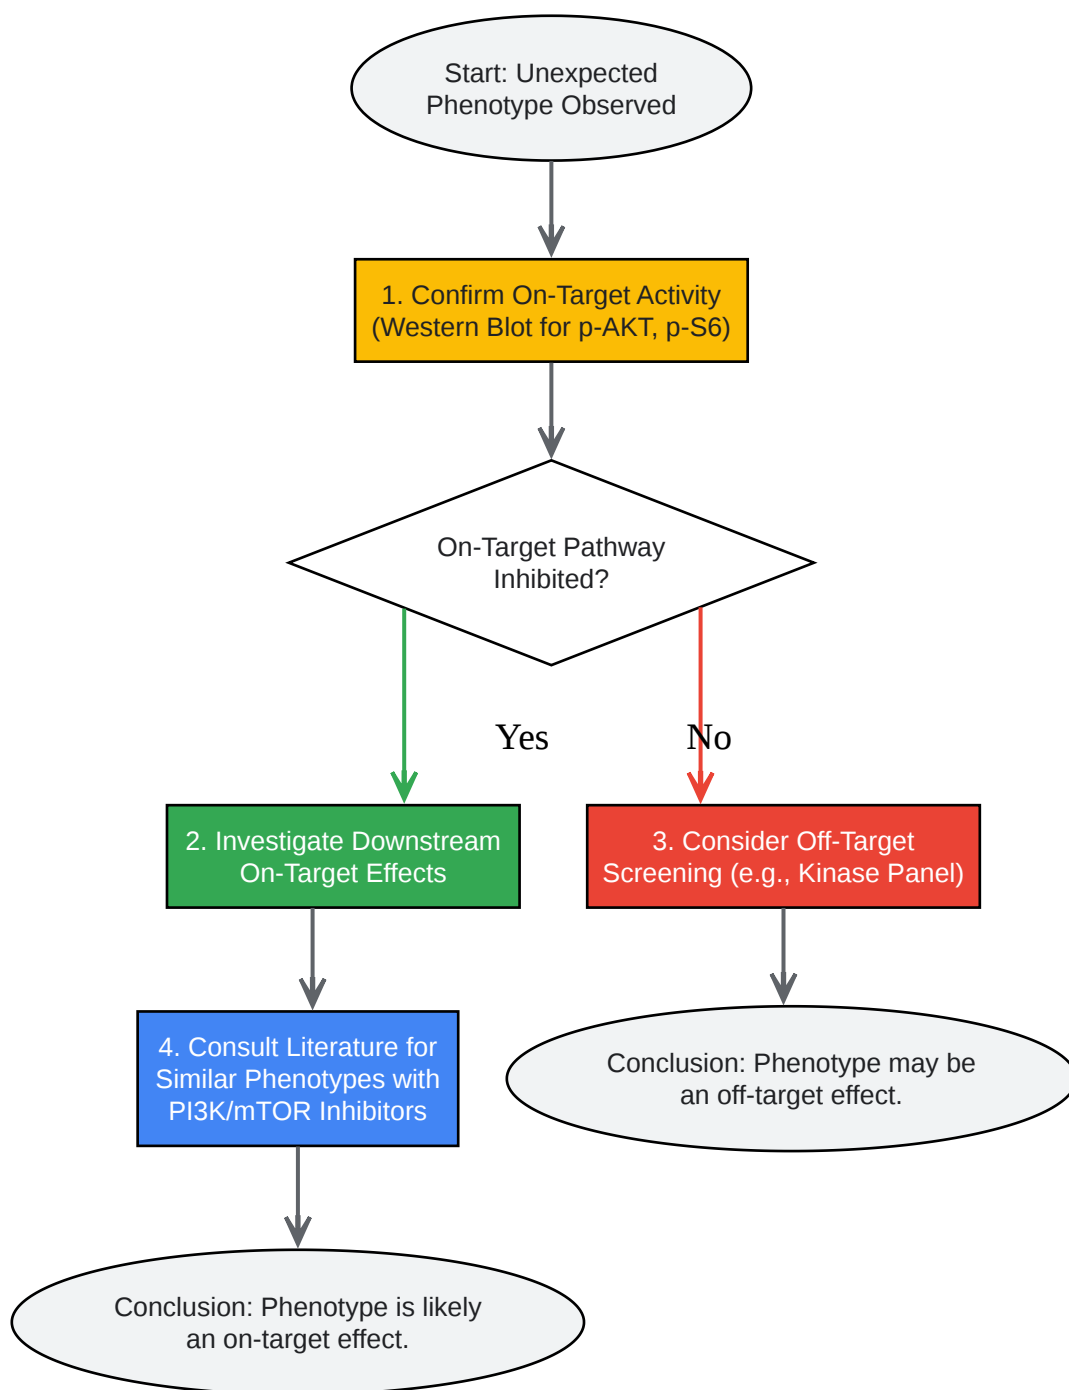 Start: Unexpected
Phenotype Observed
1. Confirm On-Target Activity
(Western Blot for p-AKT, p-S6)
On-Target Pathway
Inhibited?
Yes
No
2. Investigate Downstream
On-Target Effects
3. Consider Off-Target
Screening (e.g., Kinase Panel)
4. Consult Literature for
Similar Phenotypes with
PI3K/mTOR Inhibitors
Conclusion: Phenotype may be
an off-target effect.
Conclusion: Phenotype is likely
an on-target effect.